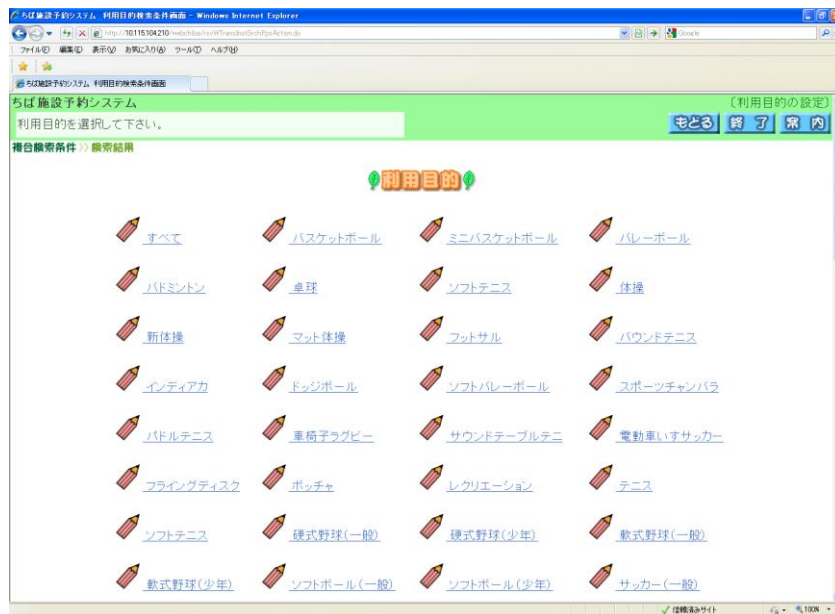 ちば施設予約システム 利用目的検索条件画面 - Windows Internet Explorer
ファイル(F) 編集(E) 表示(V) お気に入り(A) ツール(T) ヘルプ(H)
ちば施設予約システム 利用目的検索条件画面
ちば施設予約システム 〔利用目的の設定〕
利用目的を選択して下さい。 もどる 終了 案内
複合検索条件 》 検索結果
利用目的
すべて バスケットボール ミニバスケットボール バレーボール
バドミントン 卓球 ソフトテニス 体操
新体操 マット体操 フットサル バウンドテニス
インディアカ ドッジボール ソフトバレーボール スポーツチャンバラ
パドルテニス 車椅子ラグビー サウンドテーブルテニ 電動車いすサッカー
フライングディスク ボッチャ レクリエーション テニス
ソフトテニス 硬式野球(一般) 硬式野球(少年) 軟式野球(一般)
軟式野球(少年) ソフトボール(一般) ソフトボール(少年) サッカー(一般)
信頼済みサイト 100%